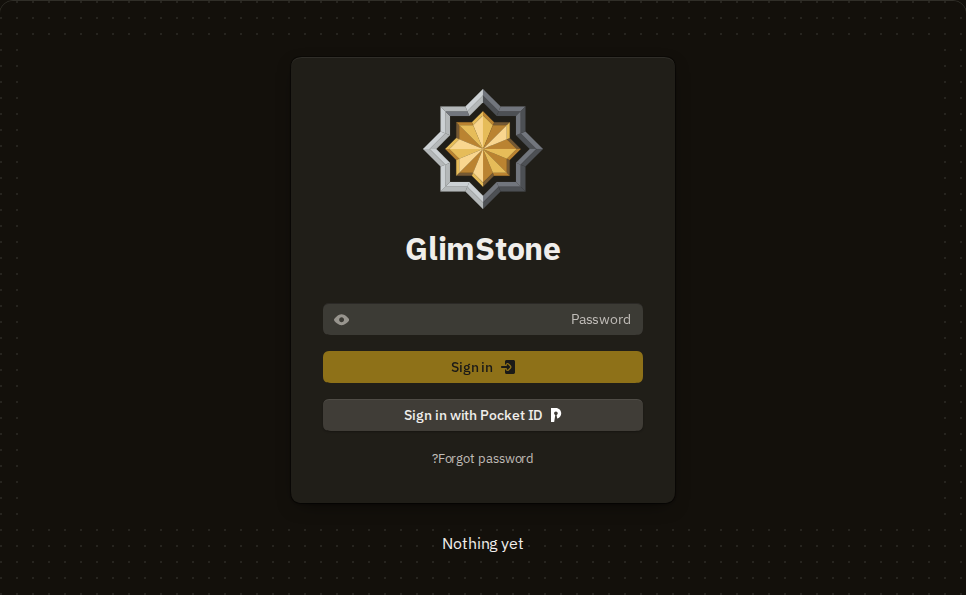 GlimStone
Password
Sign in
Sign in with Pocket ID
?Forgot password
Nothing yet